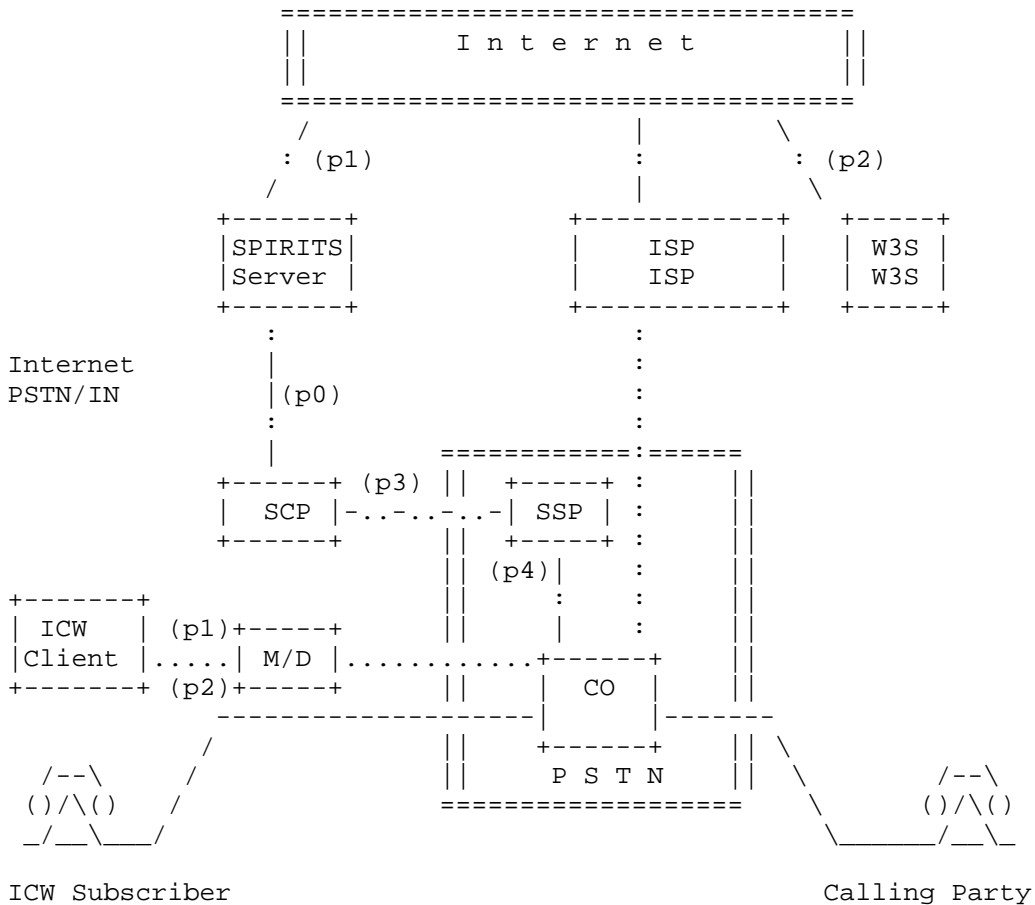 I n t e r n e t
(p1)
(p2)
SPIRITS ISP W3S
Server ISP W3S
Internet
PSTN/IN (p0)
(p3)
SCP SSP
(p4)
ICW (p1)
Client M/D
(p2) CO
P S T N
ICW Subscriber Calling Party